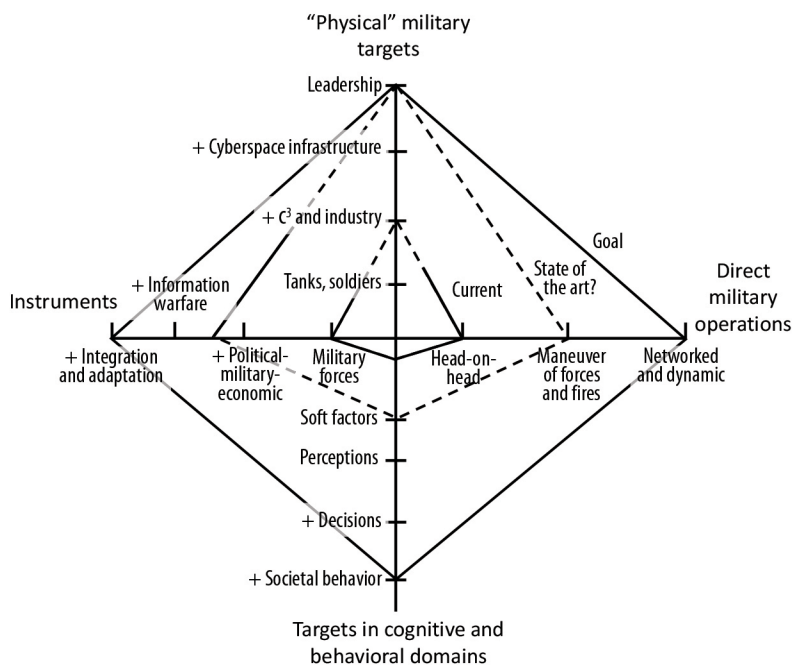 “Physical” military
targets
Leadership
+ Cyberspace infrastructure
+ C³ and industry
Goal
+ Information
warfare
Tanks, soldiers
Current
State of
the art?
Instruments
Direct
military
operations
+ Integration
and adaptation
+ Political-
military-
economic
Military
forces
Head-on-
head
Maneuver
of forces
and fires
Networked
and dynamic
Soft factors
Perceptions
+ Decisions
+ Societal behavior
Targets in cognitive and
behavioral domains